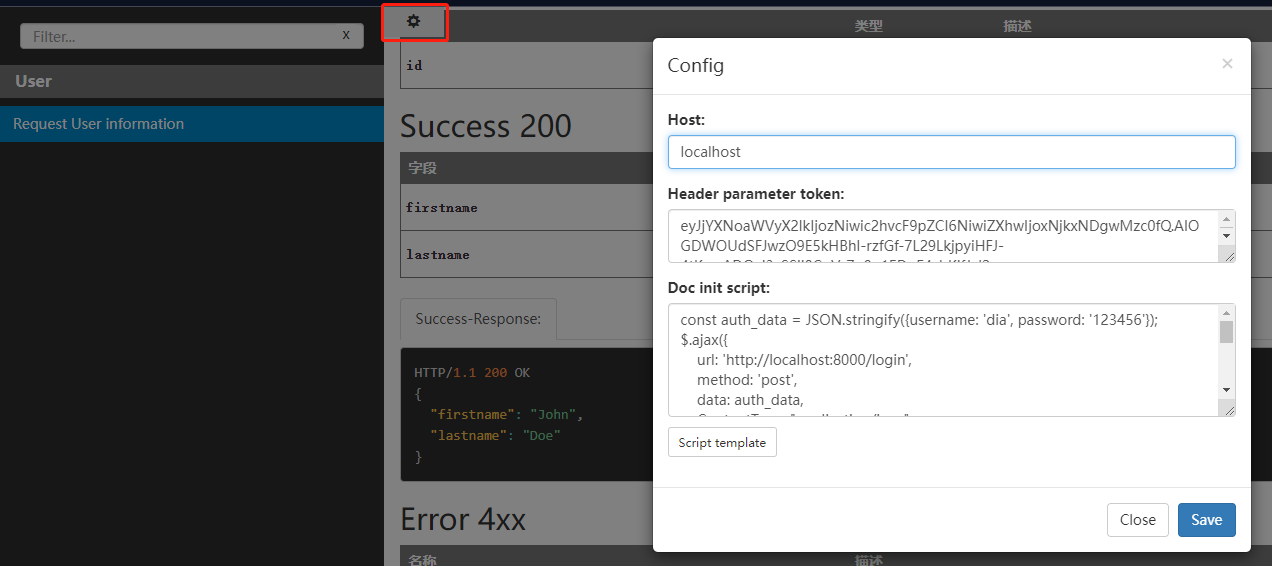 Filter...
X
User
Request User information
类型
描述
id
Success 200
字段
firstname
lastname
Success-Response:
HTTP/1.1 200 OK
{
"firstname": "John",
"lastname": "Doe"
}
Error 4xx
名称
描述
Config
×
Host:
localhost
Header parameter token:
eyJjYXNoaWVyX2lkIjozNiwic2hvcF9pZCI6NiwiZXhwIjoxNjkxNDgwMzc0fQ.AIO
GDWOUdSFJwzO9E5kHBhI-rzfGf-7L29LkjpyiHFJ-
Doc init script:
const auth_data = JSON.stringify({username: 'dia', password: '123456'});
$.ajax({
url: 'http://localhost:8000/login',
method: 'post',
data: auth_data,
Script template
Close
Save